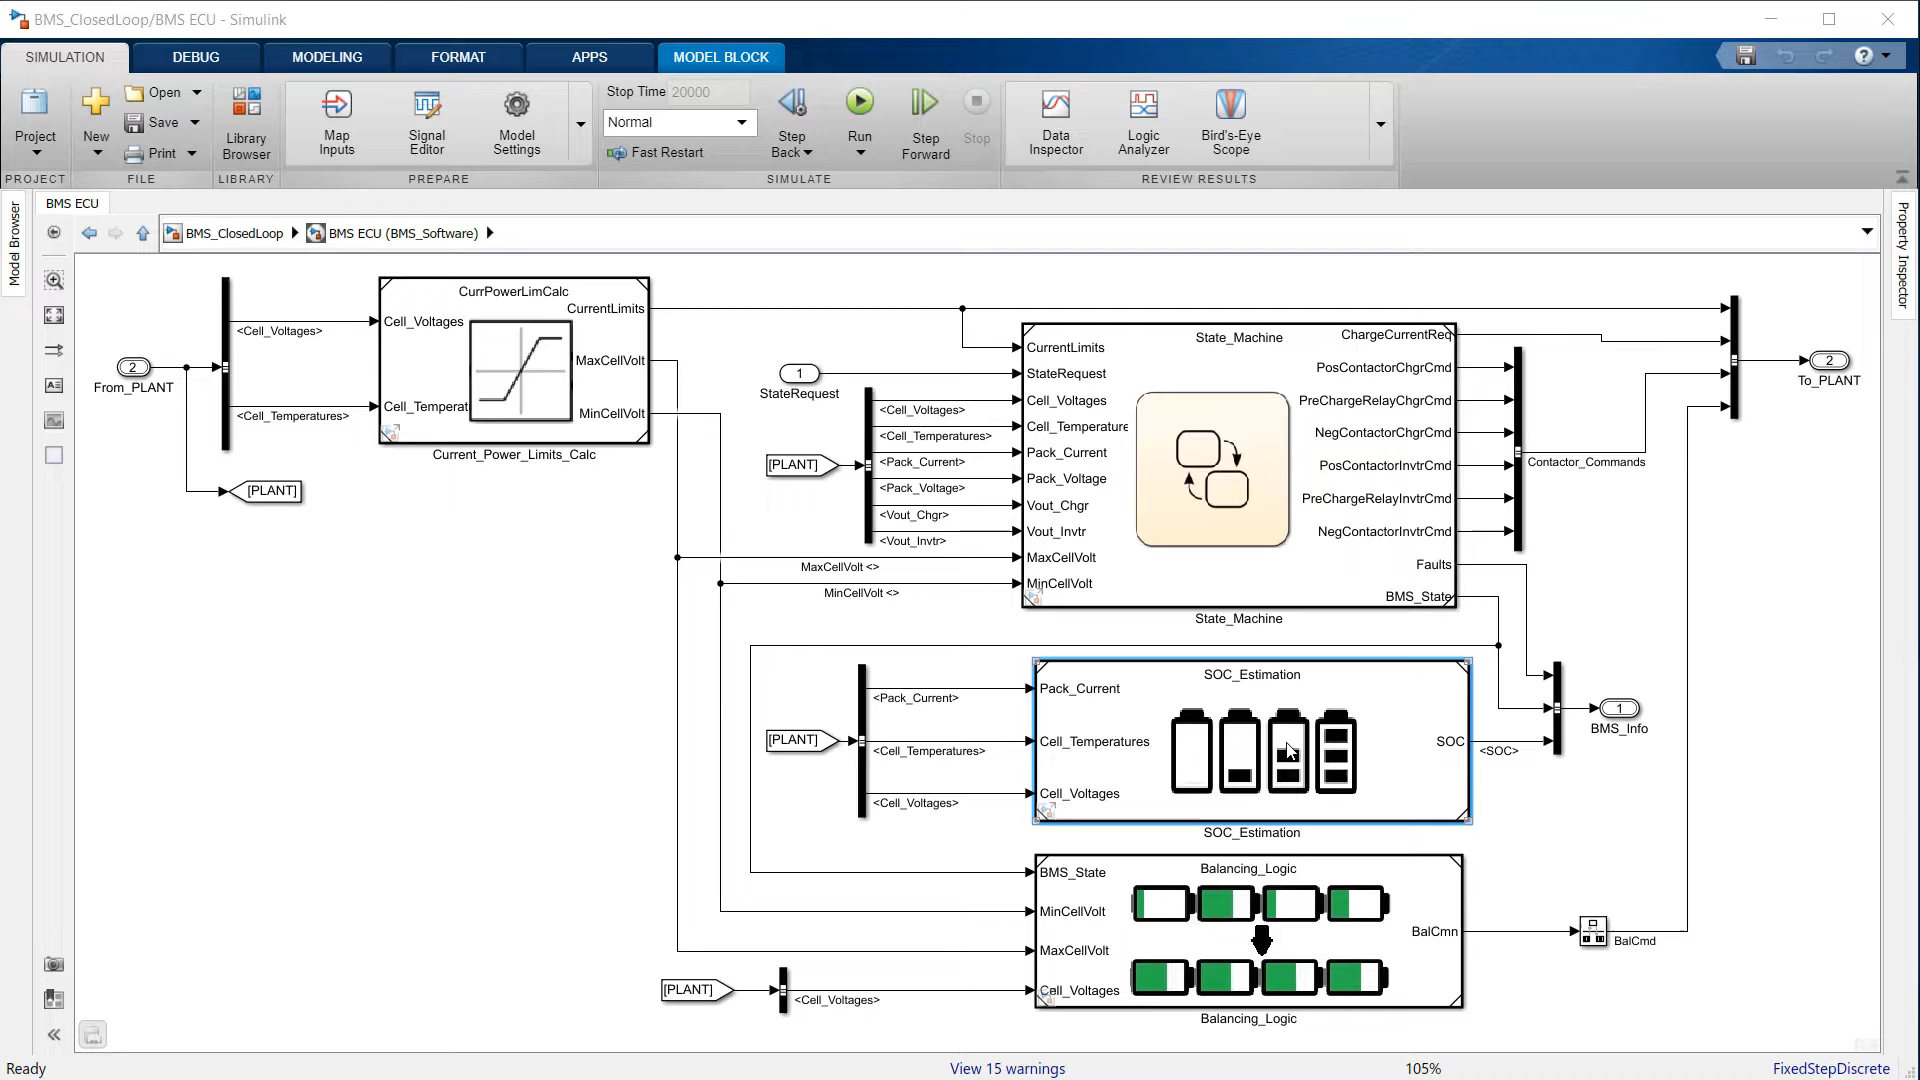 BMS_ClosedLoop/BMS ECU - Simulink
SIMULATION
DEBUG
MODELING
FORMAT
APPS
MODEL BLOCK
Project
New
Open
Save
Print
Library
Browser
Map
Inputs
Signal
Editor
Model
Settings
Stop Time 20000
Normal
Fast Restart
Step
Back
Run
Step
Forward
Stop
Data
Inspector
Logic
Analyzer
Bird's-Eye
Scope
PROJECT
FILE
LIBRARY
PREPARE
SIMULATE
REVIEW RESULTS
Model Browser
Property Inspector
BMS ECU
BMS_ClosedLoop
BMS ECU (BMS_Software)
2
From_PLANT
<Cell_Voltages>
<Cell_Temperatures>
[PLANT]
CurrPowerLimCalc
Cell_Voltages
Cell_Temperat
CurrentLimits
MaxCellVolt
MinCellVolt
Current_Power_Limits_Calc
1
StateRequest
[PLANT]
<Cell_Voltages>
<Cell_Temperatures>
<Pack_Current>
<Pack_Voltage>
<Vout_Chgr>
<Vout_Invtr>
MaxCellVolt <>
MinCellVolt <>
State_Machine
CurrentLimits
StateRequest
Cell_Voltages
Cell_Temperature
Pack_Current
Pack_Voltage
Vout_Chgr
Vout_Invtr
MaxCellVolt
MinCellVolt
ChargeCurrentReq
PosContactorChgrCmd
PreChargeRelayChgrCmd
NegContactorChgrCmd
PosContactorInvtrCmd
PreChargeRelayInvtrCmd
NegContactorInvtrCmd
Faults
BMS_State
State_Machine
Contactor_Commands
2
To_PLANT
[PLANT]
<Pack_Current>
<Cell_Temperatures>
<Cell_Voltages>
SOC_Estimation
Pack_Current
Cell_Temperatures
Cell_Voltages
SOC
SOC_Estimation
<SOC>
1
BMS_Info
Balancing_Logic
BMS_State
MinCellVolt
MaxCellVolt
Cell_Voltages
BalCmn
Balancing_Logic
BalCmd
[PLANT]
<Cell_Voltages>
Ready
View 15 warnings
105%
FixedStepDiscrete